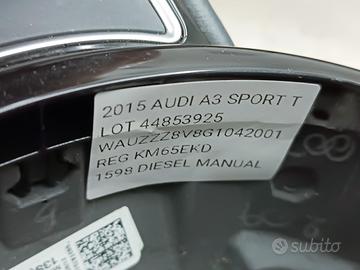 2015 AUDI A3 SPORT T
LOT 44853925
WAUZZZ8V8G1042001
REG KM65EKD
1598 DIESEL MANUAL
subito